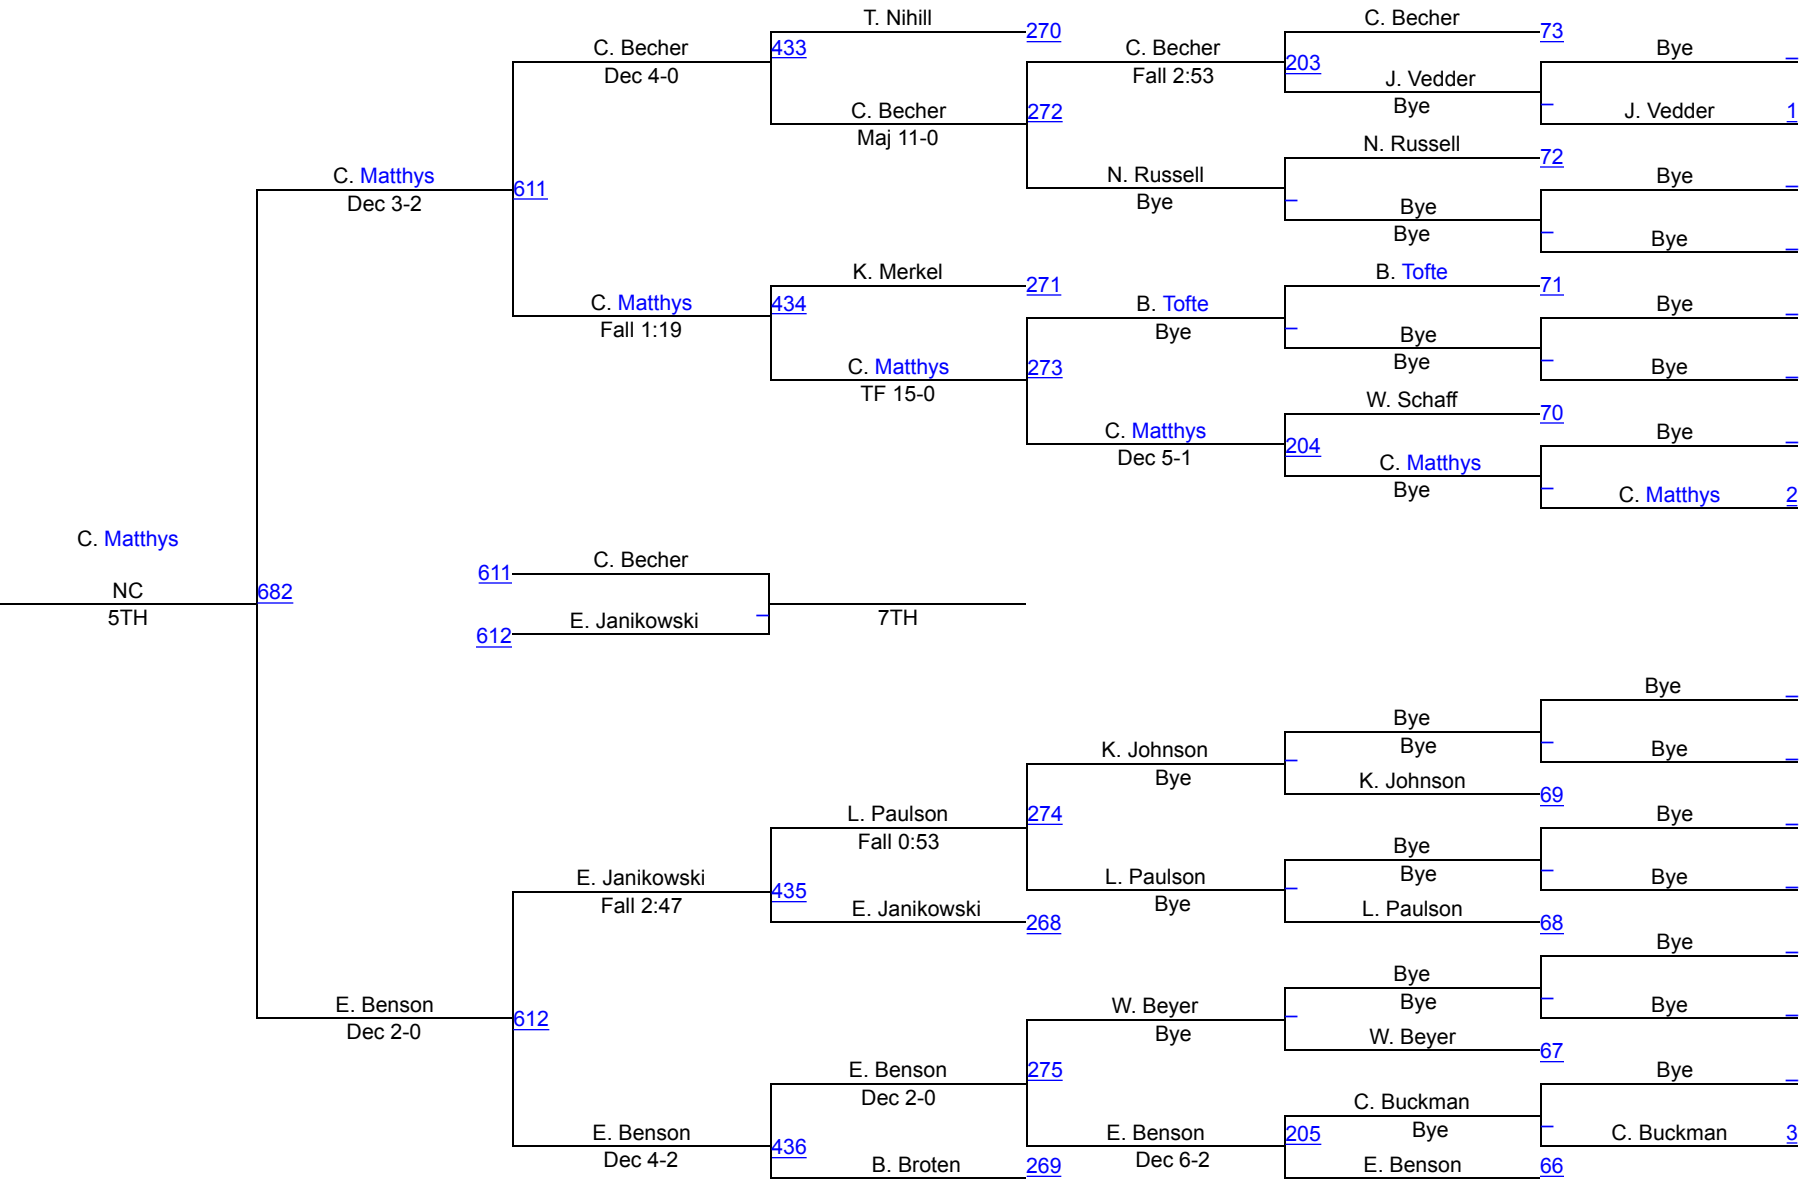 T. Nihill
270
C. Becher
73
C. Becher
Dec 4-0
433
C. Becher
Fall 2:53
203
Bye
J. Vedder
Bye
C. Becher
Maj 11-0
272
J. Vedder
1
N. Russell
72
C. Matthys
Dec 3-2
611
N. Russell
Bye
Bye
Bye
Bye
Bye
K. Merkel
271
B. Tofte
71
C. Matthys
Fall 1:19
434
B. Tofte
Bye
Bye
Bye
Bye
C. Matthys
TF 15-0
273
Bye
W. Schaff
70
C. Matthys
Dec 5-1
204
Bye
C. Matthys
Bye
C. Matthys
2
C. Matthys
NC
5TH
682
611
C. Becher
612
E. Janikowski
7TH
Bye
Bye
Bye
Bye
K. Johnson
Bye
K. Johnson
69
L. Paulson
Fall 0:53
274
Bye
Bye
Bye
E. Janikowski
Fall 2:47
435
L. Paulson
Bye
Bye
E. Janikowski
268
L. Paulson
68
Bye
Bye
Bye
E. Benson
Dec 2-0
612
W. Beyer
Bye
Bye
W. Beyer
67
E. Benson
Dec 2-0
275
Bye
C. Buckman
Bye
E. Benson
Dec 4-2
436
E. Benson
Dec 6-2
205
C. Buckman
3
B. Broten
269
E. Benson
66